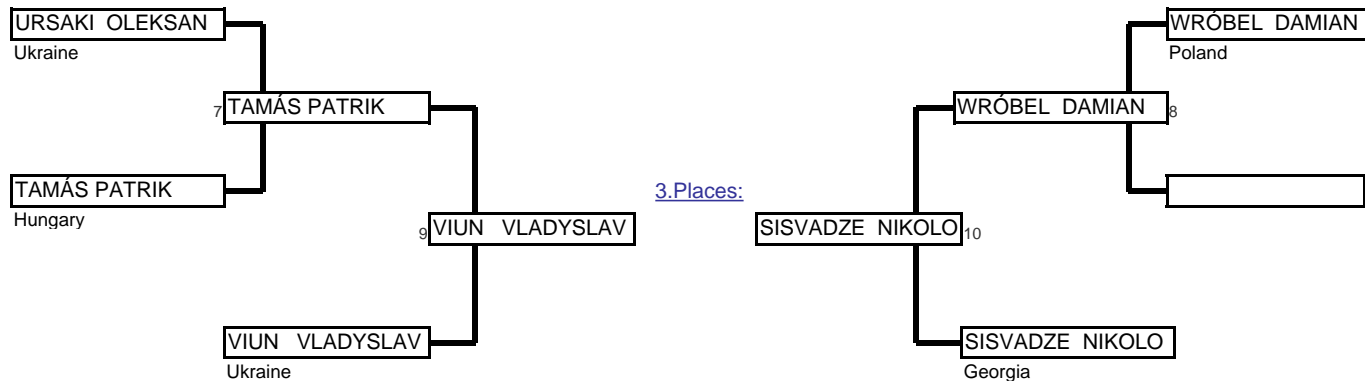 URSAKI OLEKSAN
Ukraine
7 TAMÁS PATRIK
TAMÁS PATRIK
Hungary
9 VIUN VLADYSLAV
VIUN VLADYSLAV
Ukraine
3.Places:
WRÓBEL DAMIAN
Poland
WRÓBEL DAMIAN 8
SISVADZE NIKOLO 10
SISVADZE NIKOLO
Georgia